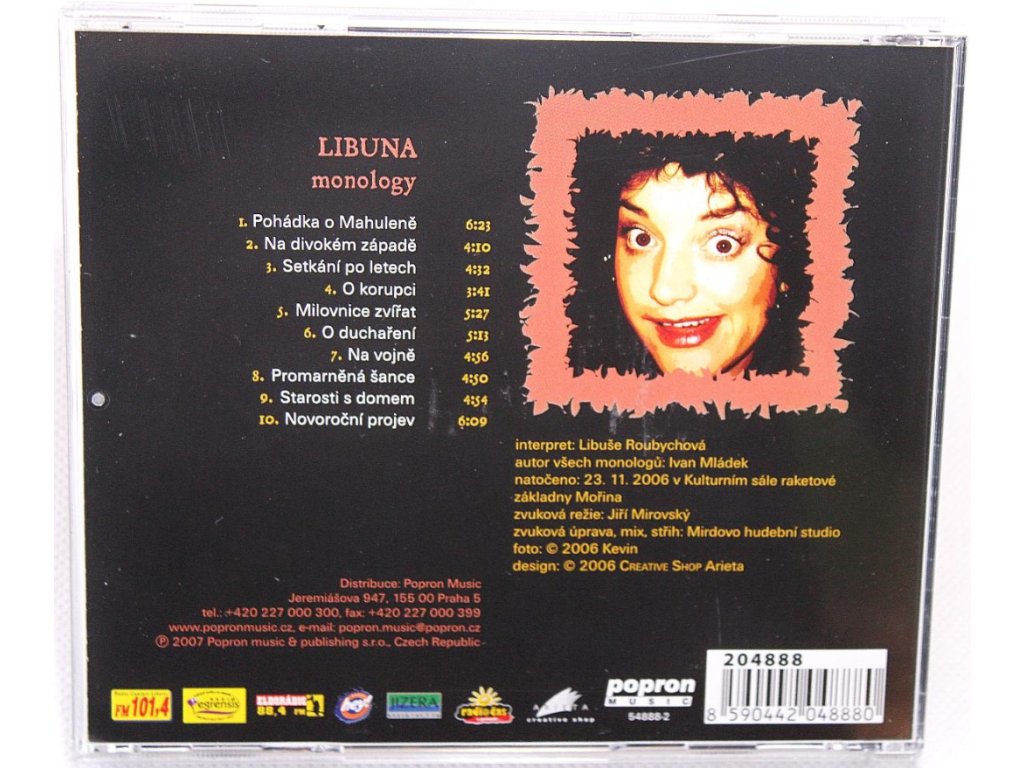 LIBUNA
monology
1. Pohádka o Mahuleně 6:23
2. Na divokém západě 4:10
3. Setkání po letech 4:32
4. O korupci 3:41
5. Milovnice zvířat 5:27
6. O duchaření 5:13
7. Na vojně 4:56
8. Promarněná šance 4:50
9. Starosti s domem 4:54
10. Novoroční projev 6:09
interpret: Libuše Roubychová
autor všech monologů: Ivan Mládek
natočeno: 23. 11. 2006 v Kulturním sále raketové
základny Mořina
zvuková režie: Jiří Mirovský
zvuková úprava, mix, střih: Mirdovo hudební studio
foto: © 2006 Kevin
design: © 2006 CREATIVE SHOP ARIETA
Distribuce: Popron Music
Jeremiášova 947, 155 00 Praha 5
tel.: +420 227 000 300, fax: +420 227 000 399
www.popronmusic.cz, e-mail: popron.music@popron.cz
℗ 2007 Popron music & publishing s.r.o., Czech Republic
FM 101,4
egrensis
88,4 FM
JIZERA
radio čas
creative shop
popron
MUSIC
54888-2
204888
8 590442 048880